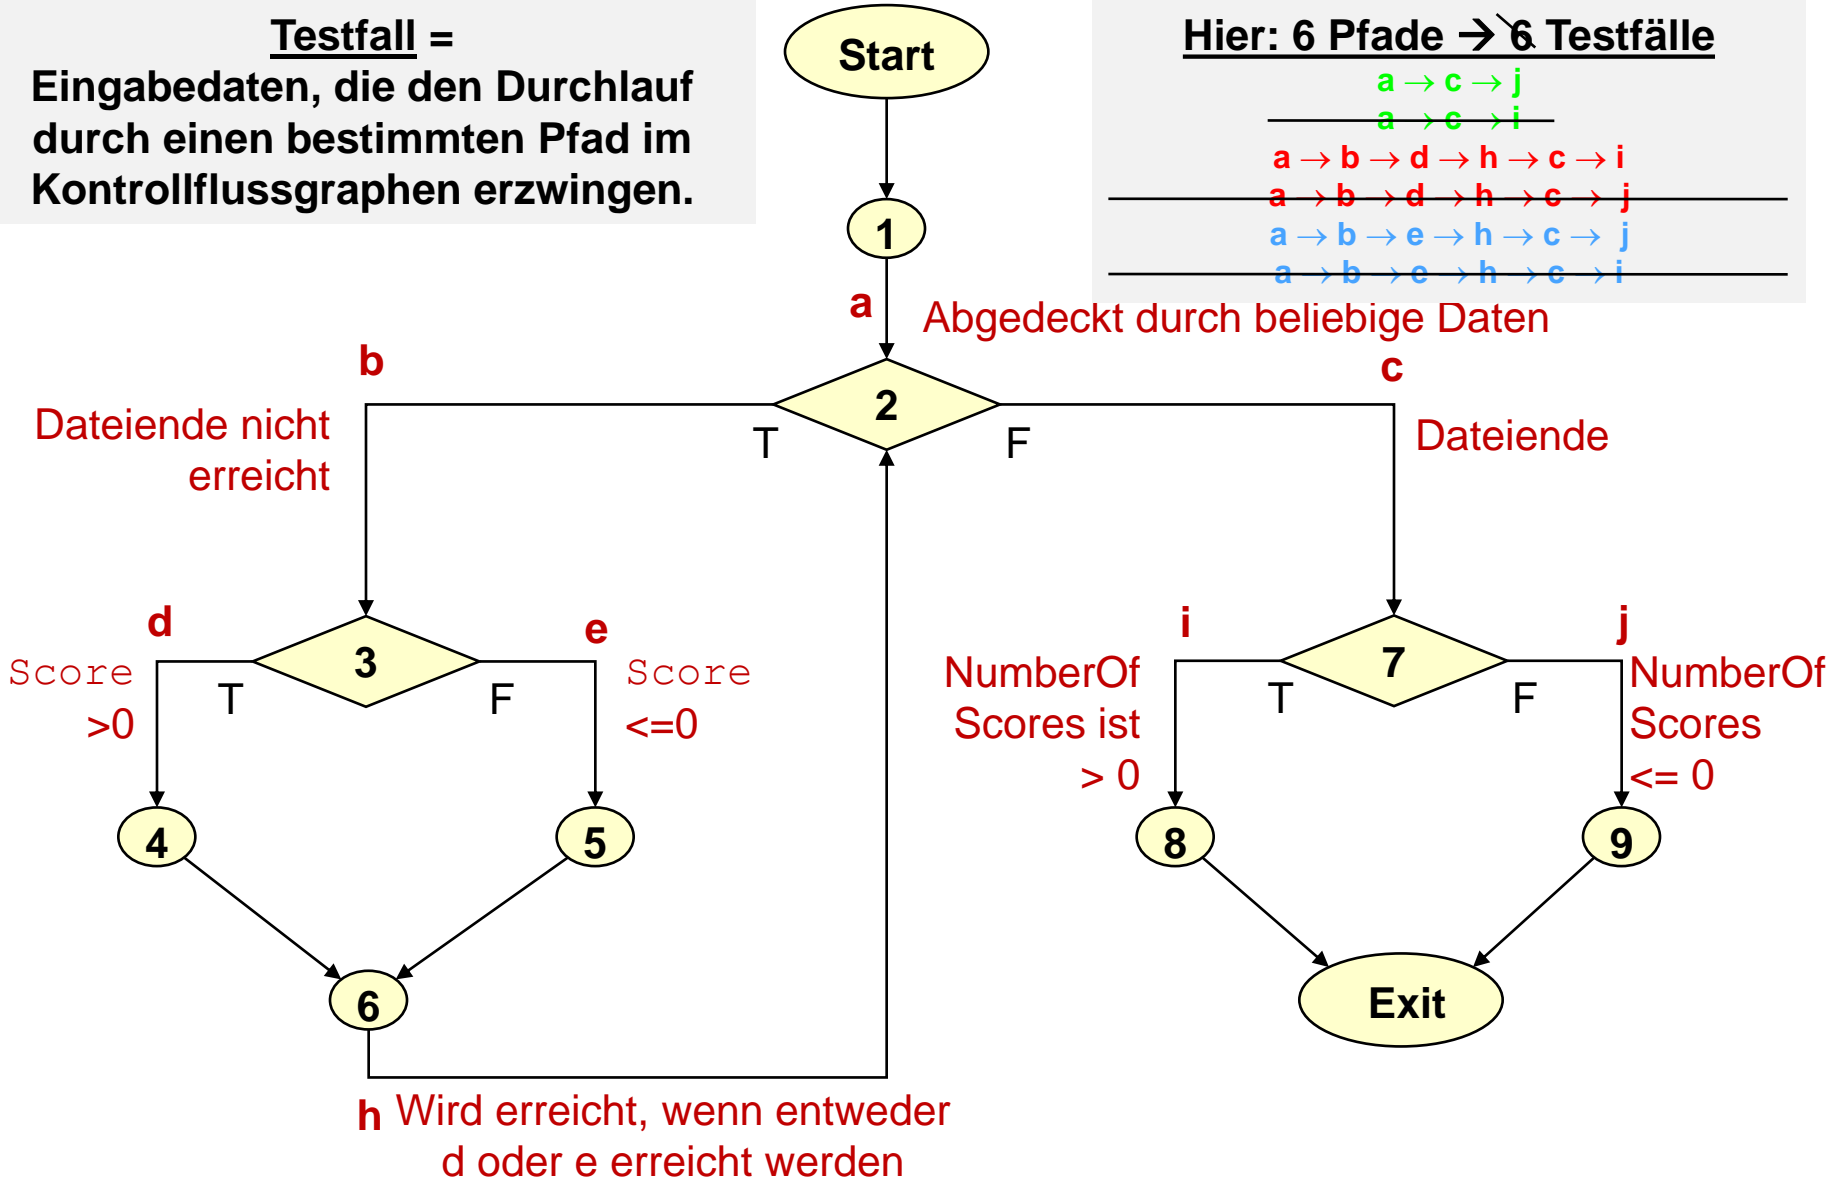 Testfall =
Eingabedaten, die den Durchlauf
durch einen bestimmten Pfad im
Kontrollflussgraphen erzwingen.
Hier: 6 Pfade → 6 Testfälle
a → c → j
a → c → i
a → b → d → h → c → i
a → b → d → h → c → j
a → b → e → h → c → j
a → b → e → h → c → i
Start
1
a
Abgedeckt durch beliebige Daten
b
c
2
T
F
Dateiende nicht
erreicht
Dateiende
d
e
3
T
F
Score
>0
Score
<=0
i
j
7
T
F
NumberOf
Scores ist
> 0
NumberOf
Scores
<= 0
4
5
8
9
6
Exit
h Wird erreicht, wenn entweder
d oder e erreicht werden